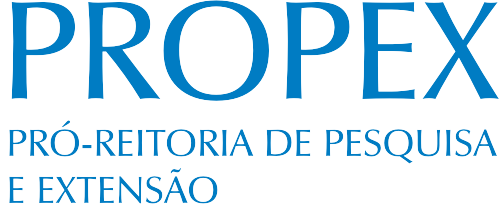 PROPEX
PRÓ-REITORIA DE PESQUISA
E EXTENSÃO